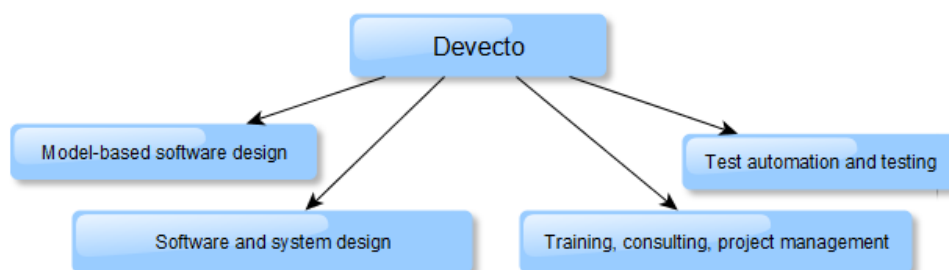 Devecto
Model-based software design
Test automation and testing
Software and system design
Training, consulting, project management